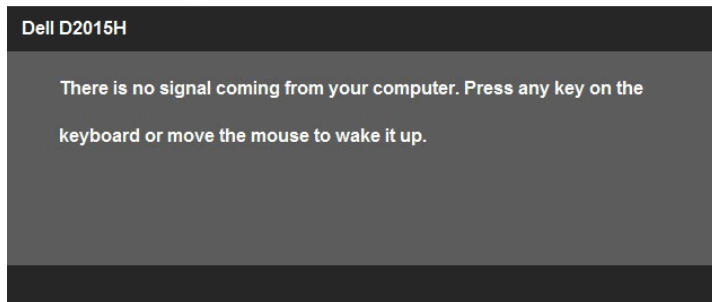 Dell D2015H
There is no signal coming from your computer. Press any key on the
keyboard or move the mouse to wake it up.